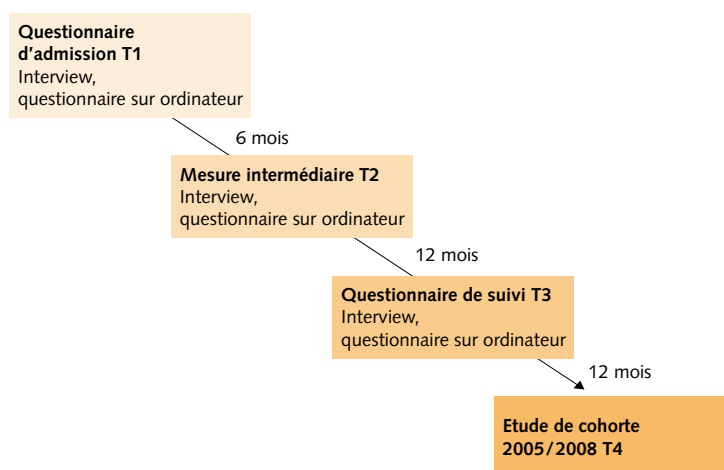 Questionnaire
d'admission T1
Interview,
questionnaire sur ordinateur
6 mois
Mesure intermédiaire T2
Interview,
questionnaire sur ordinateur
12 mois
Questionnaire de suivi T3
Interview,
questionnaire sur ordinateur
12 mois
Etude de cohorte
2005/2008 T4